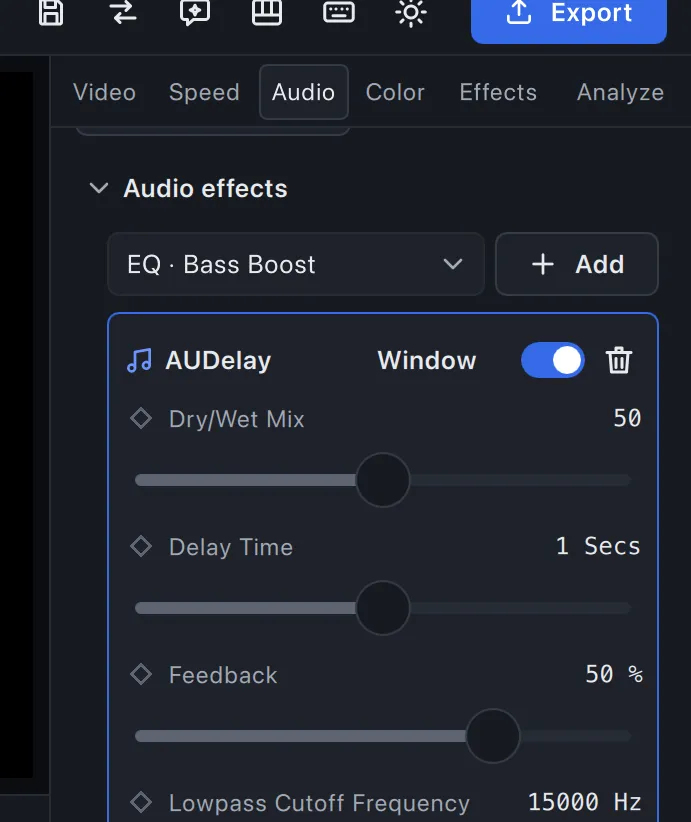 Export
Video Speed Audio Color Effects Analyze
Audio effects
EQ · Bass Boost
Add
AUDelay Window
Dry/Wet Mix 50
Delay Time 1 Secs
Feedback 50 %
Lowpass Cutoff Frequency 15000 Hz